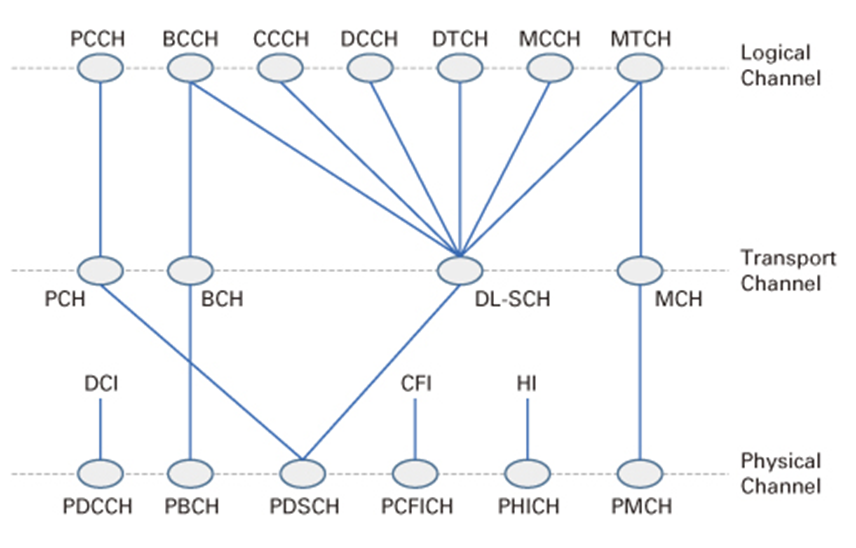 PCCH BCCH CCCH DCCH DTCH MCCH MTCH
Logical
Channel
Transport
Channel
PCH BCH DL-SCH MCH
DCI CFI HI
Physical
Channel
PDCCH PBCH PDSCH PCFICH PHICH PMCH